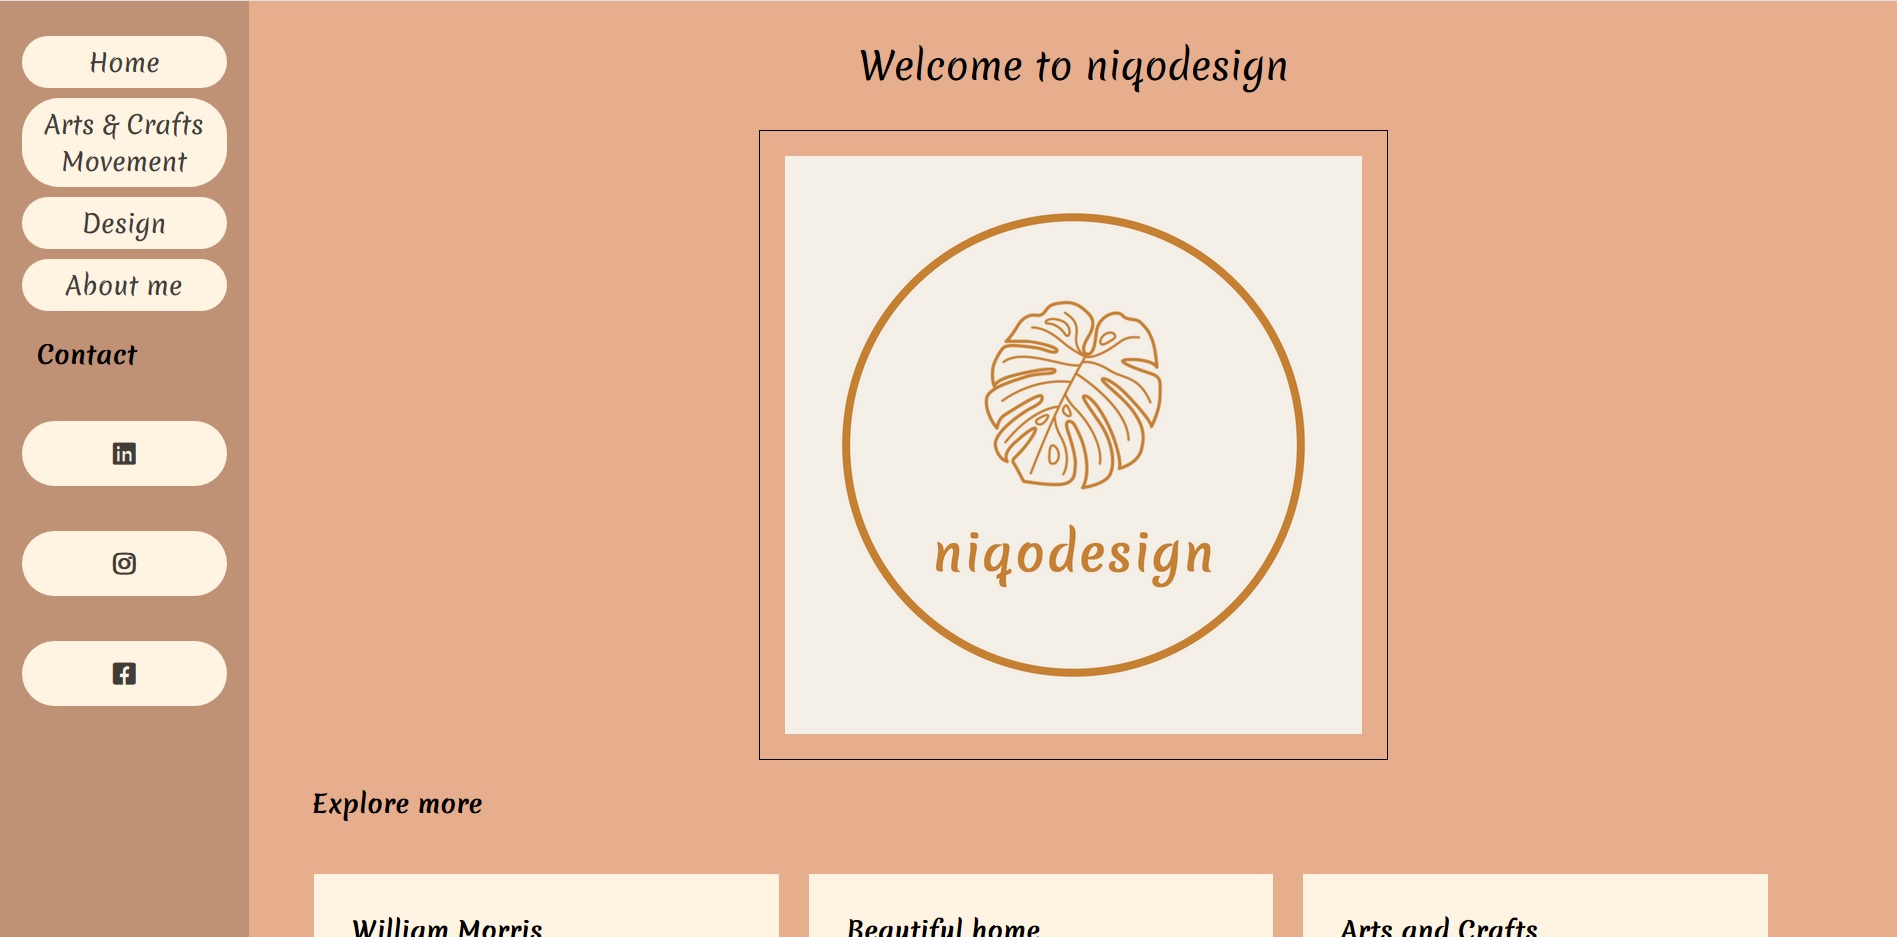 Home
Arts & Crafts
Movement
Design
About me
Contact
in
Welcome to niqodesign
niqodesign
Explore more
William Morris
Beautiful home
Arts and Crafts